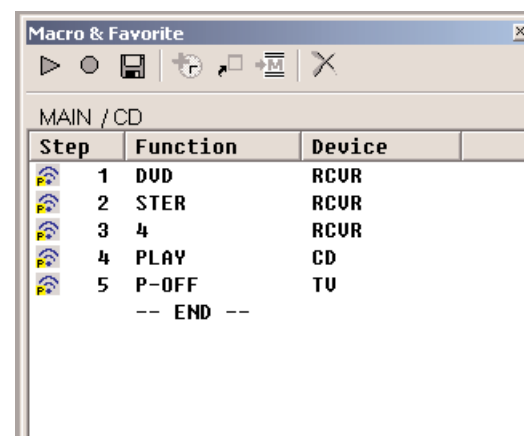 Macro & Favorite
MAIN / CD
Step Function Device
P 1 DVD RCVR
P 2 STER RCVR
P 3 4 RCVR
P 4 PLAY CD
P 5 P-OFF TV
-- END --